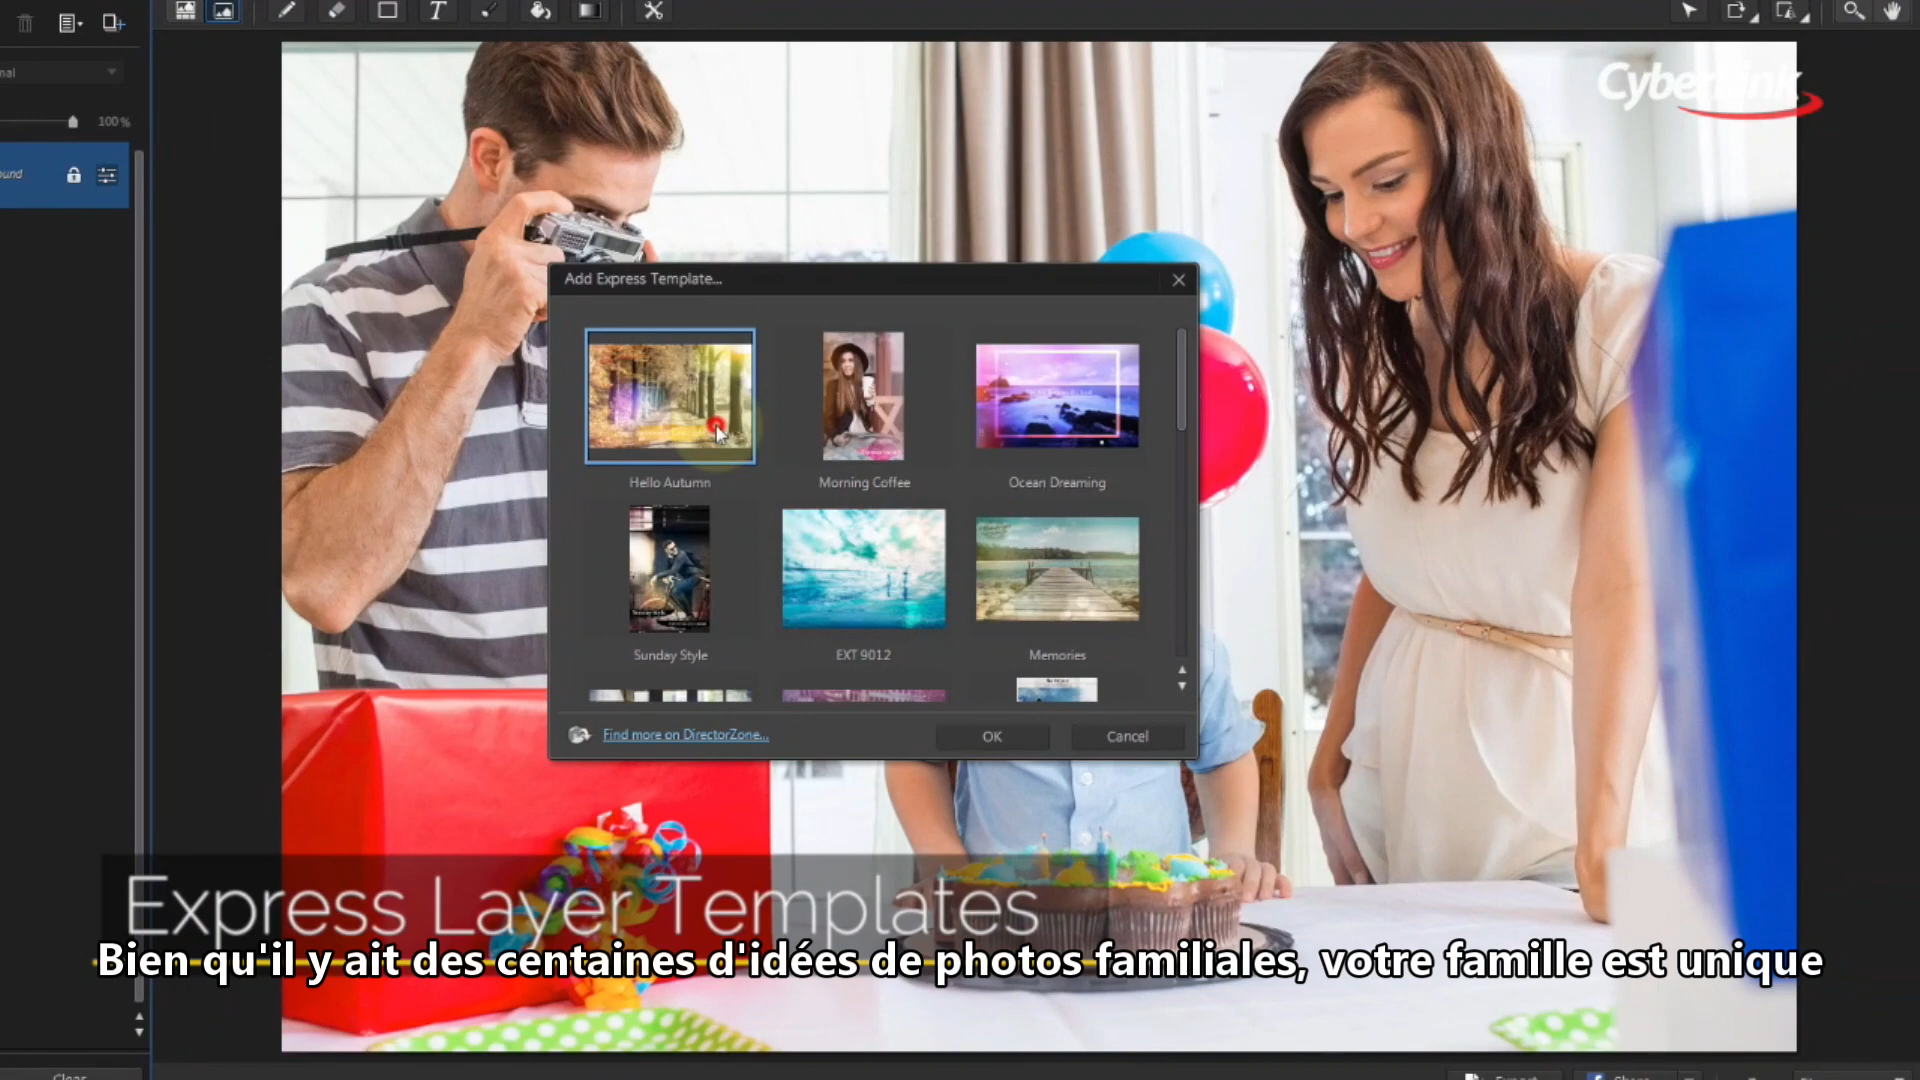 100%
CyberLink
Add Express Template...
Hello Autumn
Morning Coffee
Ocean Dreaming
Sunday Style
EXT 9012
Memories
Find more on DirectorZone...
OK
Cancel
Express Layer Templates
Bien qu'il y ait des centaines d'idées de photos familiales, votre famille est unique